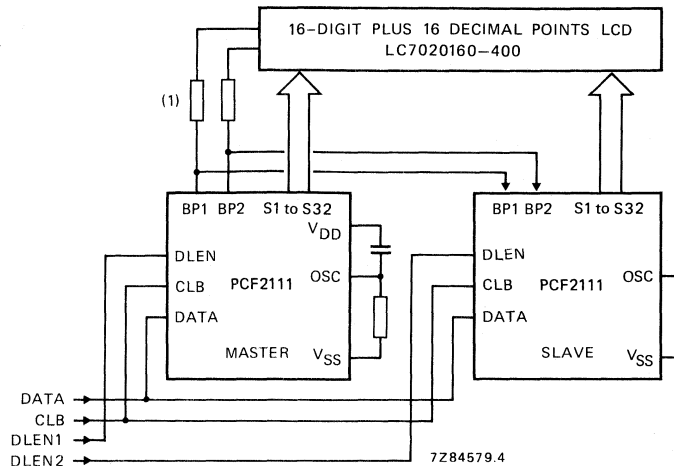 16-DIGIT PLUS 16 DECIMAL POINTS LCD
LC7020160-400
(1)
BP1 BP2 S1 to S32
VDD
DLEN
CLB
DATA
PCF2111
OSC
MASTER
VSS
BP1 BP2 S1 to S32
DLEN
CLB
DATA
PCF2111
OSC
SLAVE
VSS
DATA
CLB
DLEN1
DLEN2
7Z84579.4